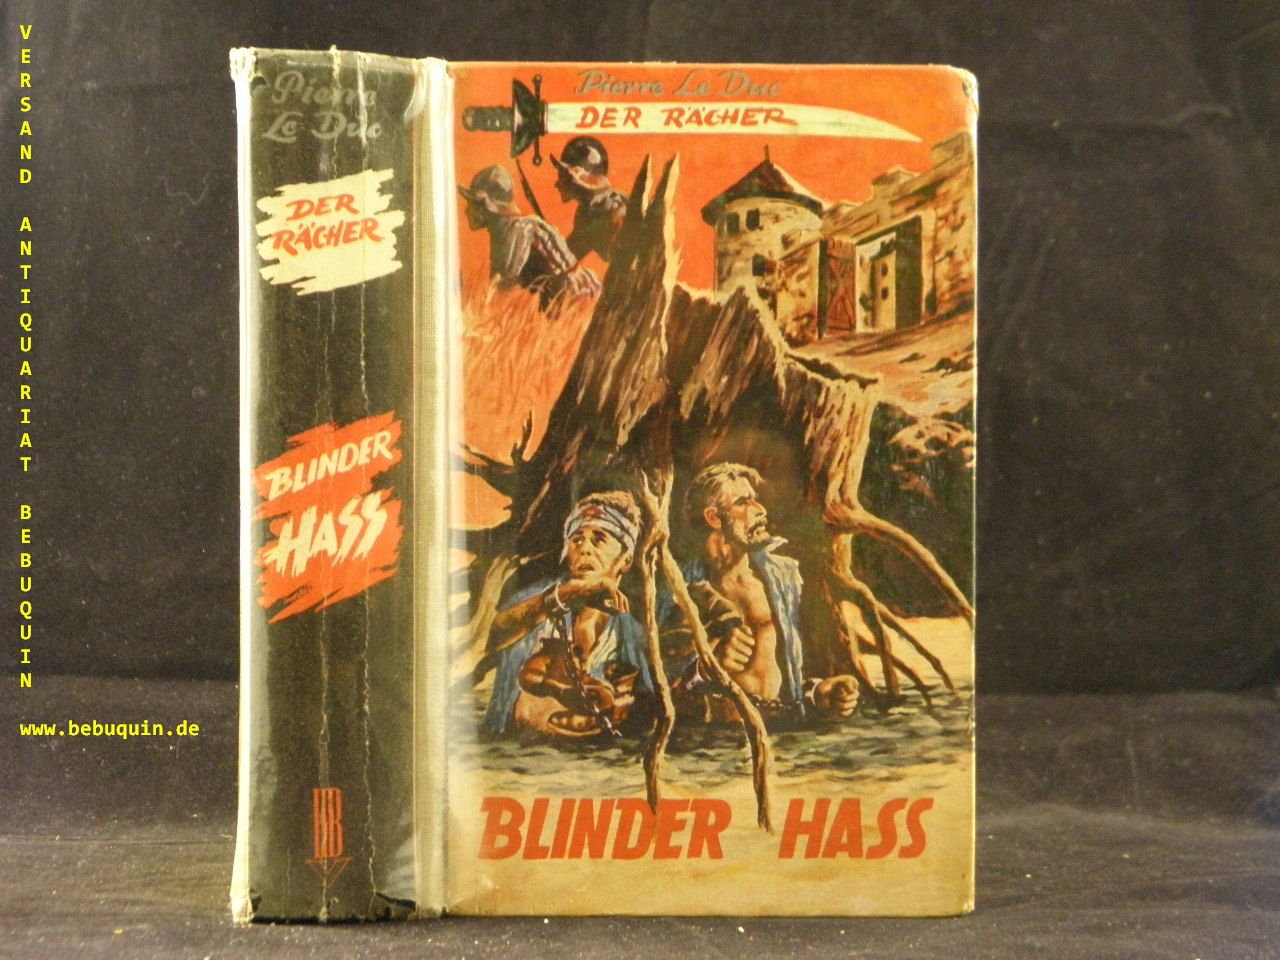 VERSAND ANTIQUARIAT BEBUQUIN
www.bebuquin.de
Pierre
Le Duc
DER
RÄCHER
BLINDER
HASS
Pierre Le Duc
DER RÄCHER
BLINDER HASS